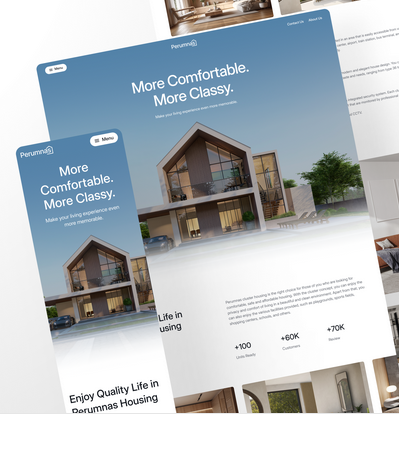 Menu
Perumnas
Contact Us
About Us
More Comfortable.
More Classy.
Make your living experience even more memorable.
Perumnas
Menu
More
Comfortable.
More Classy.
Make your living experience even
more memorable.
Life in
using
Perumnas cluster housing is the right choice for those of you who are looking for
comfortable, safe and affordable housing. With the cluster concept, you can enjoy the
privacy and comfort of living in a beautiful and clean environment. Apart from that, you
can also enjoy the various facilities provided, such as playgrounds, sports fields,
shopping centers, schools, and others.
+100
Units Ready
+60K
Customers
+70K
Review
Enjoy Quality Life in
Perumnas Housing